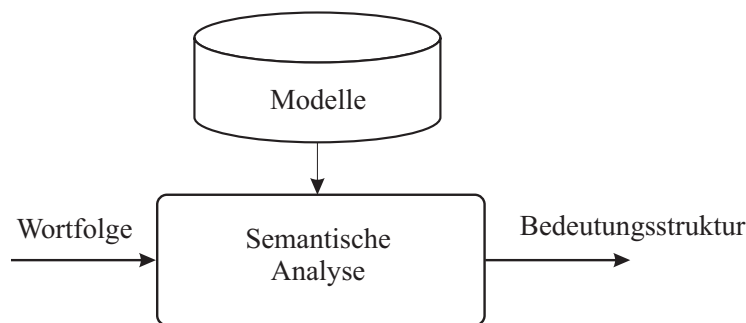 Modelle
Wortfolge
Semantische
Analyse
Bedeutungsstruktur